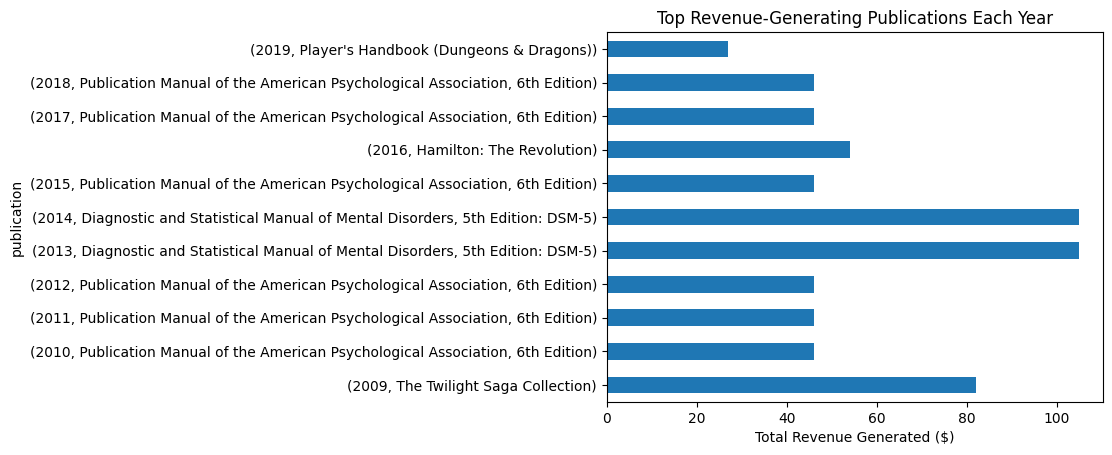 Top Revenue-Generating Publications Each Year
(2019, Player's Handbook (Dungeons & Dragons))
(2018, Publication Manual of the American Psychological Association, 6th Edition)
(2017, Publication Manual of the American Psychological Association, 6th Edition)
(2016, Hamilton: The Revolution)
(2015, Publication Manual of the American Psychological Association, 6th Edition)
(2014, Diagnostic and Statistical Manual of Mental Disorders, 5th Edition: DSM-5)
(2013, Diagnostic and Statistical Manual of Mental Disorders, 5th Edition: DSM-5)
(2012, Publication Manual of the American Psychological Association, 6th Edition)
(2011, Publication Manual of the American Psychological Association, 6th Edition)
(2010, Publication Manual of the American Psychological Association, 6th Edition)
(2009, The Twilight Saga Collection)
publication
0 20 40 60 80 100
Total Revenue Generated ($)